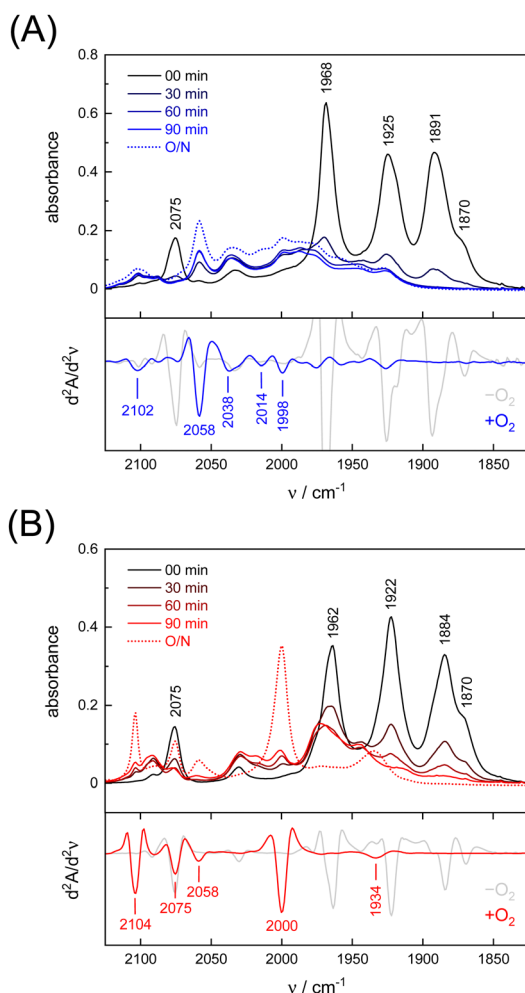 (A)
0.8
0.6
0.4
0.2
0
absorbance
00 min
30 min
60 min
90 min
O/N
2075
1968
1925
1891
1870
d²A/d²ν
2102
2058
2038
2014
1998
−O₂
+O₂
2100 2050 2000 1950 1900 1850
ν / cm⁻¹
(B)
0.6
0.4
0.2
0
absorbance
00 min
30 min
60 min
90 min
O/N
2075
1962
1922
1884
1870
d²A/d²ν
2104
2075
2058
2000
1934
−O₂
+O₂
2100 2050 2000 1950 1900 1850
ν / cm⁻¹